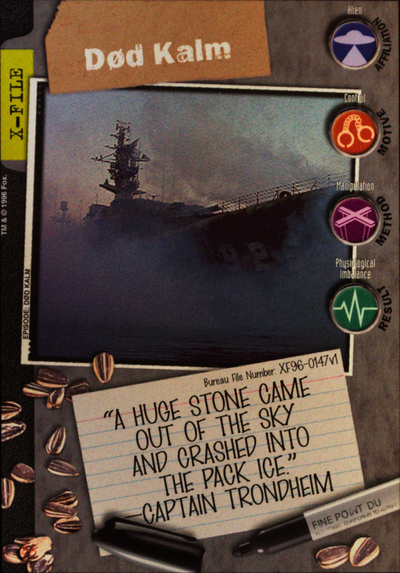 Død Kalm
X-FILE
TM & © 1996 Fox.
EPISODE: DØD KALM
Alien
AFFILIATION
Control
MOTIVE
Manipulation
METHOD
Physiological
Imbalance
RESULT
Bureau File Number: XF96-0147v1
"A HUGE STONE CAME
OUT OF THE SKY
AND CRASHED INTO
THE PACK ICE."
—CAPTAIN TRONDHEIM
FINE POINT DU